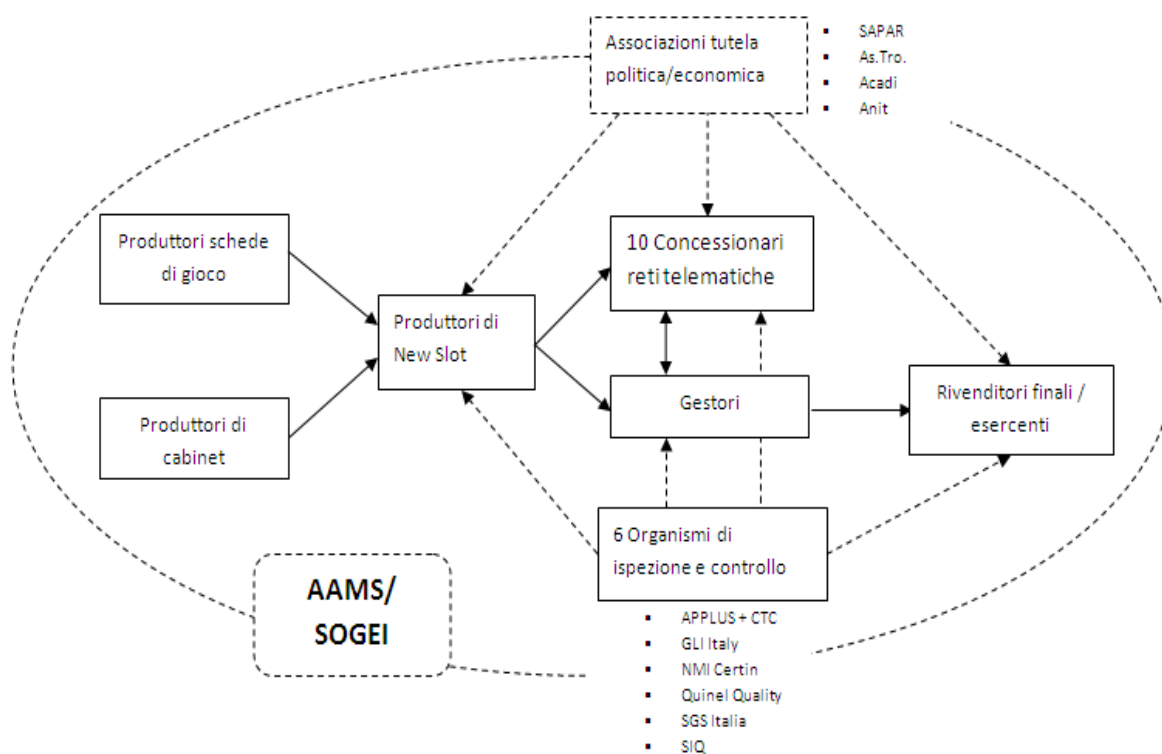 Associazioni tutela
politica/economica
SAPAR
As.Tro.
Acadi
Anit
Produttori schede
di gioco
10 Concessionari
reti telematiche
Produttori di
New Slot
Gestori
Rivenditori finali /
esercenti
Produttori di
cabinet
6 Organismi di
ispezione e controllo
AAMS/
SOGEI
APPLUS + CTC
GLI Italy
NMI Certin
Quinel Quality
SGS Italia
SIQ